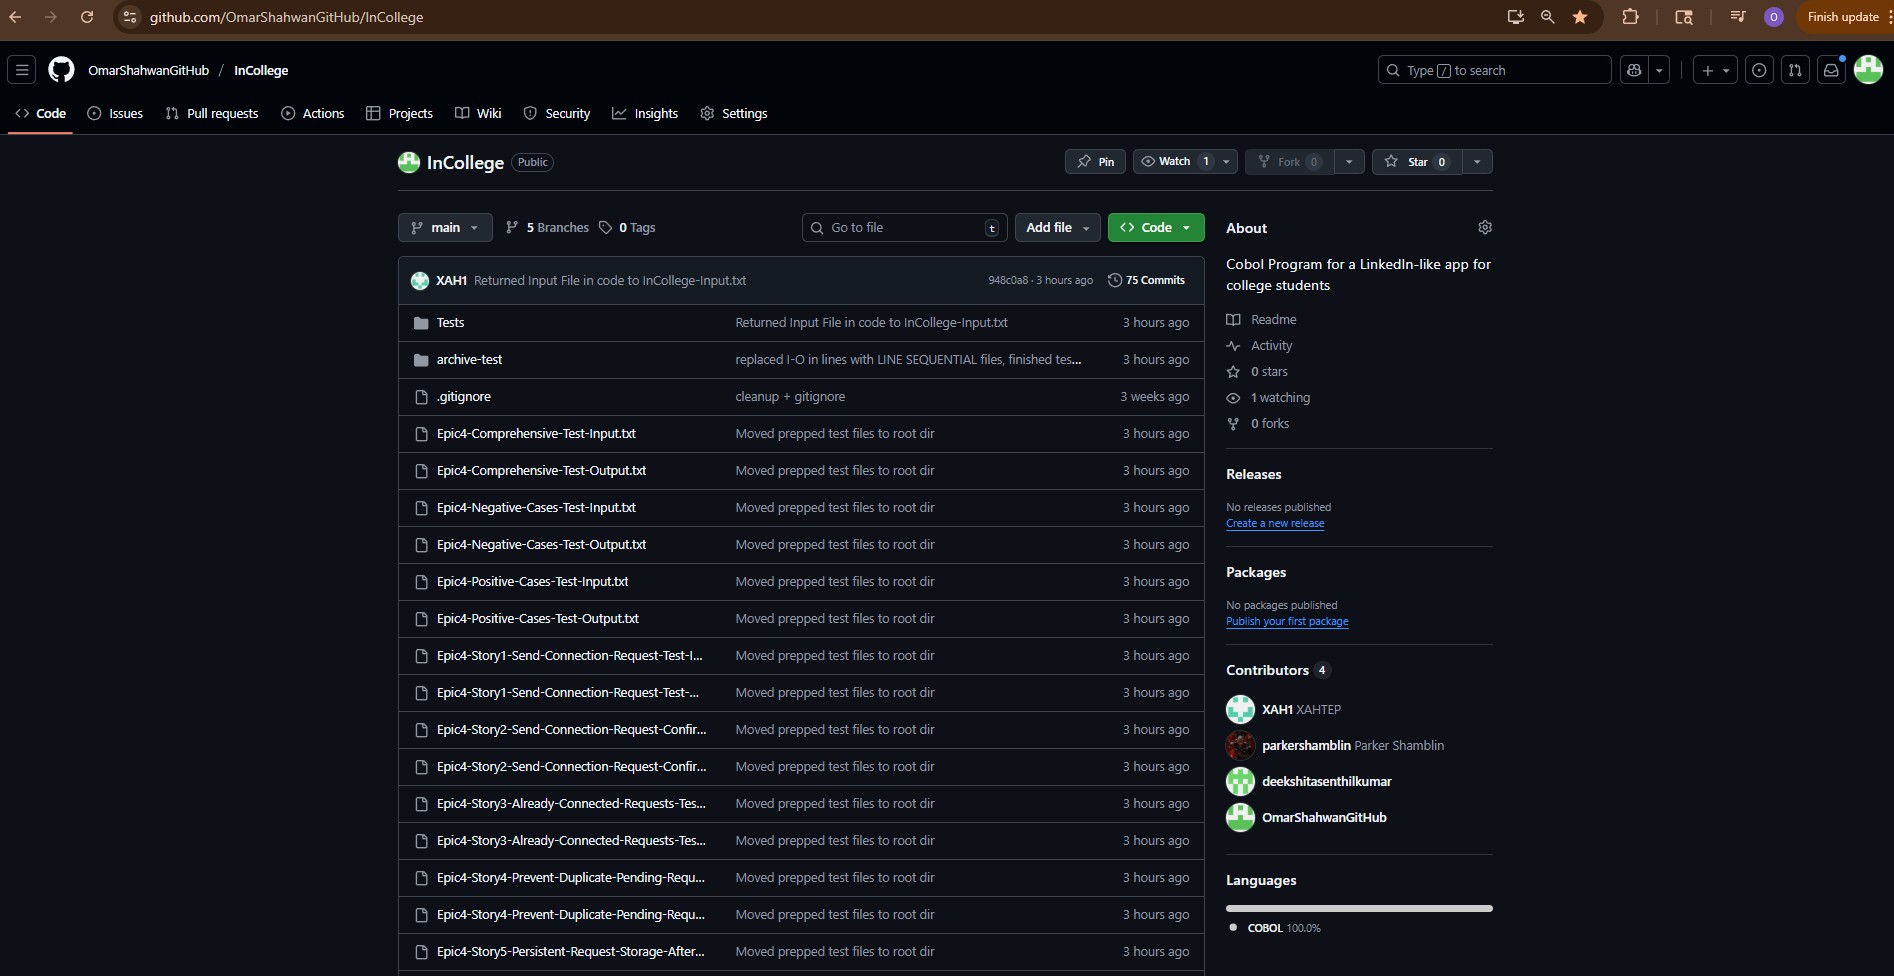 github.com/OmarShahwanGitHub/InCollege
O
Finish update
OmarShahwanGitHub / InCollege
Type / to search
Code
Issues
Pull requests
Actions
Projects
Wiki
Security
Insights
Settings
InCollege Public
Pin
Watch 1
Fork 0
Star 0
main
5 Branches
0 Tags
Go to file t
Add file
Code
XAH1 Returned Input File in code to InCollege-Input.txt 948c0a8 · 3 hours ago 75 Commits
Tests Returned Input File in code to InCollege-Input.txt 3 hours ago
archive-test replaced I-O in lines with LINE SEQUENTIAL files, finished tes... 3 hours ago
.gitignore cleanup + gitignore 3 weeks ago
Epic4-Comprehensive-Test-Input.txt Moved prepped test files to root dir 3 hours ago
Epic4-Comprehensive-Test-Output.txt Moved prepped test files to root dir 3 hours ago
Epic4-Negative-Cases-Test-Input.txt Moved prepped test files to root dir 3 hours ago
Epic4-Negative-Cases-Test-Output.txt Moved prepped test files to root dir 3 hours ago
Epic4-Positive-Cases-Test-Input.txt Moved prepped test files to root dir 3 hours ago
Epic4-Positive-Cases-Test-Output.txt Moved prepped test files to root dir 3 hours ago
Epic4-Story1-Send-Connection-Request-Test-I... Moved prepped test files to root dir 3 hours ago
Epic4-Story1-Send-Connection-Request-Test-... Moved prepped test files to root dir 3 hours ago
Epic4-Story2-Send-Connection-Request-Confir... Moved prepped test files to root dir 3 hours ago
Epic4-Story2-Send-Connection-Request-Confir... Moved prepped test files to root dir 3 hours ago
Epic4-Story3-Already-Connected-Requests-Tes... Moved prepped test files to root dir 3 hours ago
Epic4-Story3-Already-Connected-Requests-Tes... Moved prepped test files to root dir 3 hours ago
Epic4-Story4-Prevent-Duplicate-Pending-Requ... Moved prepped test files to root dir 3 hours ago
Epic4-Story4-Prevent-Duplicate-Pending-Requ... Moved prepped test files to root dir 3 hours ago
Epic4-Story5-Persistent-Request-Storage-After... Moved prepped test files to root dir 3 hours ago
About
Cobol Program for a LinkedIn-like app for
college students
Readme
Activity
0 stars
1 watching
0 forks
Releases
No releases published
Create a new release
Packages
No packages published
Publish your first package
Contributors 4
XAH1 XAHTEP
parkershamblin Parker Shamblin
deekshitasenthilkumar
OmarShahwanGitHub
Languages
COBOL 100.0%